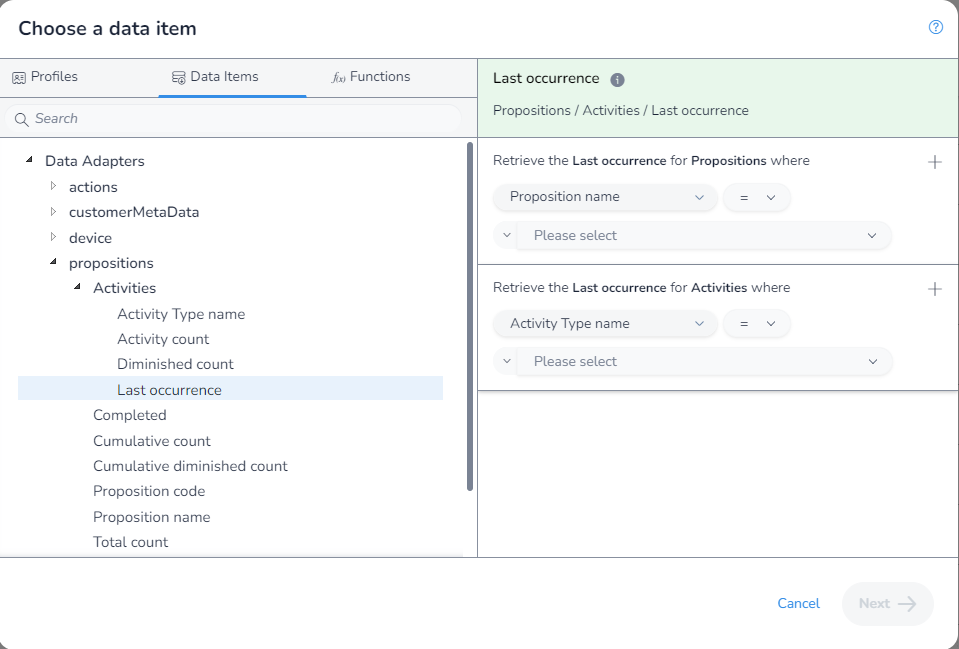 Choose a data item
Profiles
Data Items
f(x) Functions
Search
Data Adapters
actions
customerMetaData
device
propositions
Activities
Activity Type name
Activity count
Diminished count
Last occurrence
Completed
Cumulative count
Cumulative diminished count
Proposition code
Proposition name
Total count
Last occurrence
Propositions / Activities / Last occurrence
Retrieve the Last occurrence for Propositions where
Proposition name
=
Please select
Retrieve the Last occurrence for Activities where
Activity Type name
=
Please select
Cancel
Next